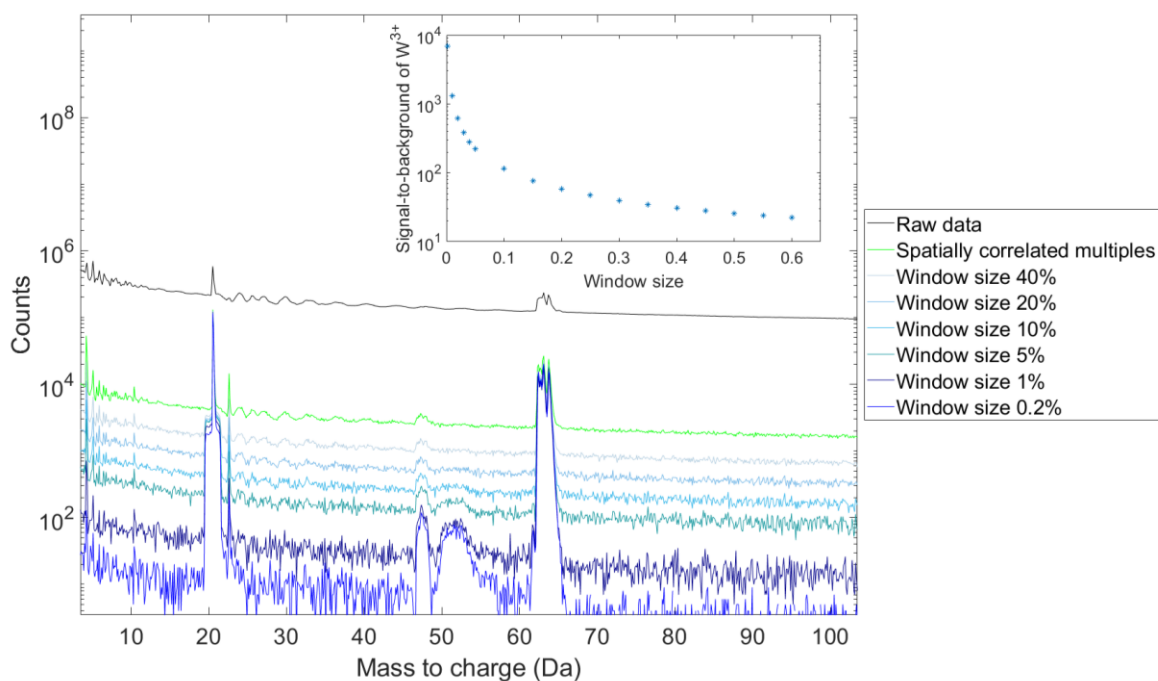 10^8
10^6
10^4
10^2
Counts
10 20 30 40 50 60 70 80 90 100
Mass to charge (Da)
10^4
10^3
10^2
10^1
Signal-to-background of W^3+
0 0.1 0.2 0.3 0.4 0.5 0.6
Window size
Raw data
Spatially correlated multiples
Window size 40%
Window size 20%
Window size 10%
Window size 5%
Window size 1%
Window size 0.2%